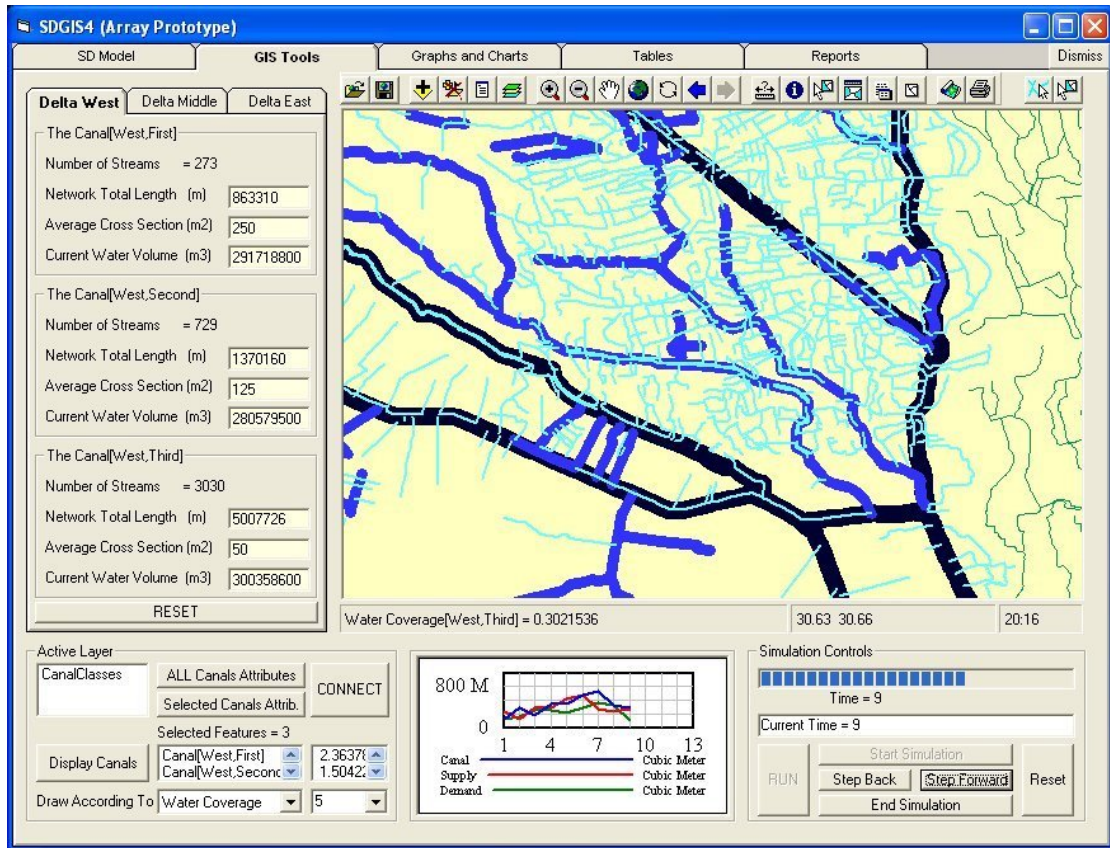 SDGIS4 (Array Prototype)
SD Model GIS Tools Graphs and Charts Tables Reports Dismiss
Delta West Delta Middle Delta East
The Canal[West,First]
Number of Streams = 273
Network Total Length (m) 863310
Average Cross Section (m2) 250
Current Water Volume (m3) 291718800
The Canal[West,Second]
Number of Streams = 729
Network Total Length (m) 1370160
Average Cross Section (m2) 125
Current Water Volume (m3) 280579500
The Canal[West,Third]
Number of Streams = 3030
Network Total Length (m) 5007726
Average Cross Section (m2) 50
Current Water Volume (m3) 300358600
RESET
Water Coverage[West,Third] = 0.3021536 30.63 30.66 20:16
Active Layer
CanalClasses
ALL Canals Attributes
Selected Canals Attrib.
CONNECT
Selected Features = 3
Display Canals
Canal[West,First] 2.3637
Canal[West,Second 1.5042
Draw According To Water Coverage 5
800 M
0
1 4 7 10 13
Canal Cubic Meter
Supply Cubic Meter
Demand Cubic Meter
Simulation Controls
Time = 9
Current Time = 9
RUN
Start Simulation
Step Back Step Forward
End Simulation
Reset